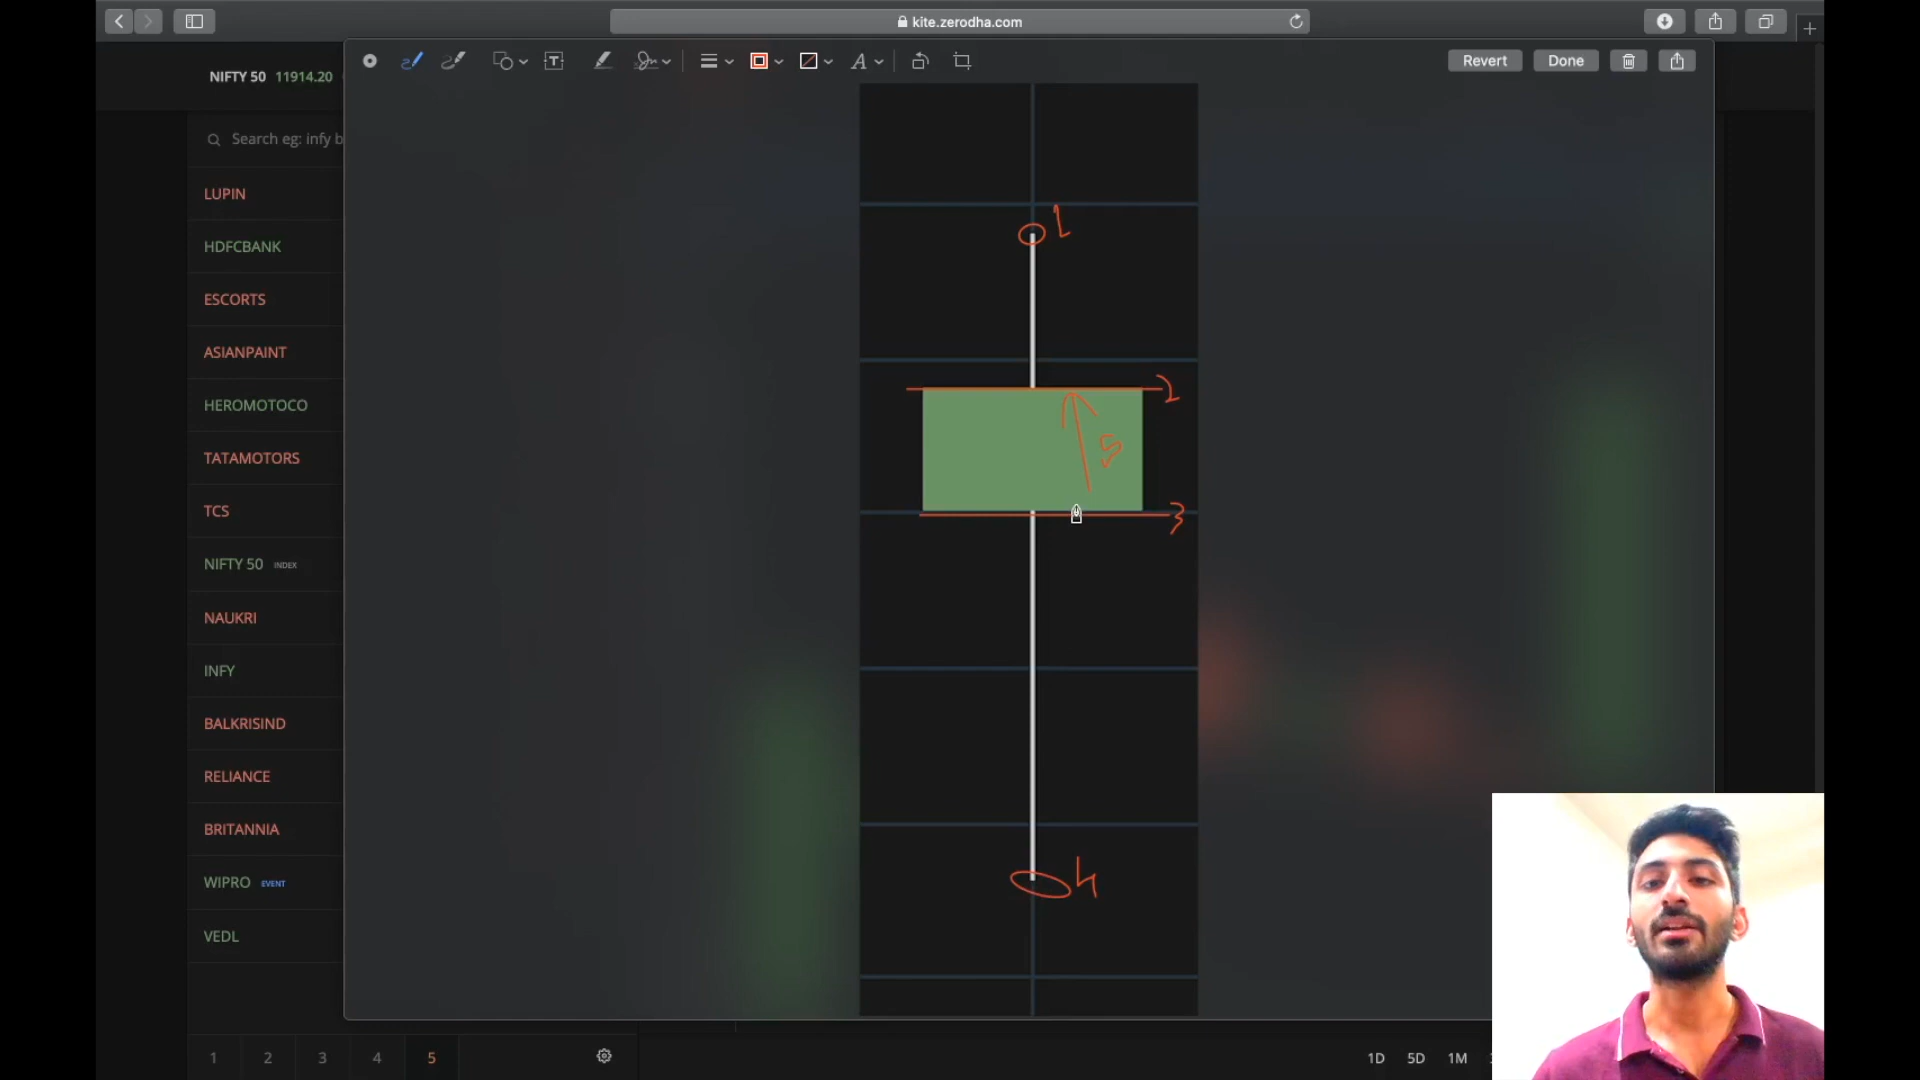 kite.zerodha.com
NIFTY 50 11914.20
Revert
Done
Search eg: infy b
LUPIN
HDFCBANK
ESCORTS
ASIANPAINT
HEROMOTOCO
TATAMOTORS
TCS
NIFTY 50 INDEX
NAUKRI
INFY
BALKRISIND
RELIANCE
BRITANNIA
WIPRO EVENT
VEDL
1
2
5
3
4
1 2 3 4 5
1D 5D 1M